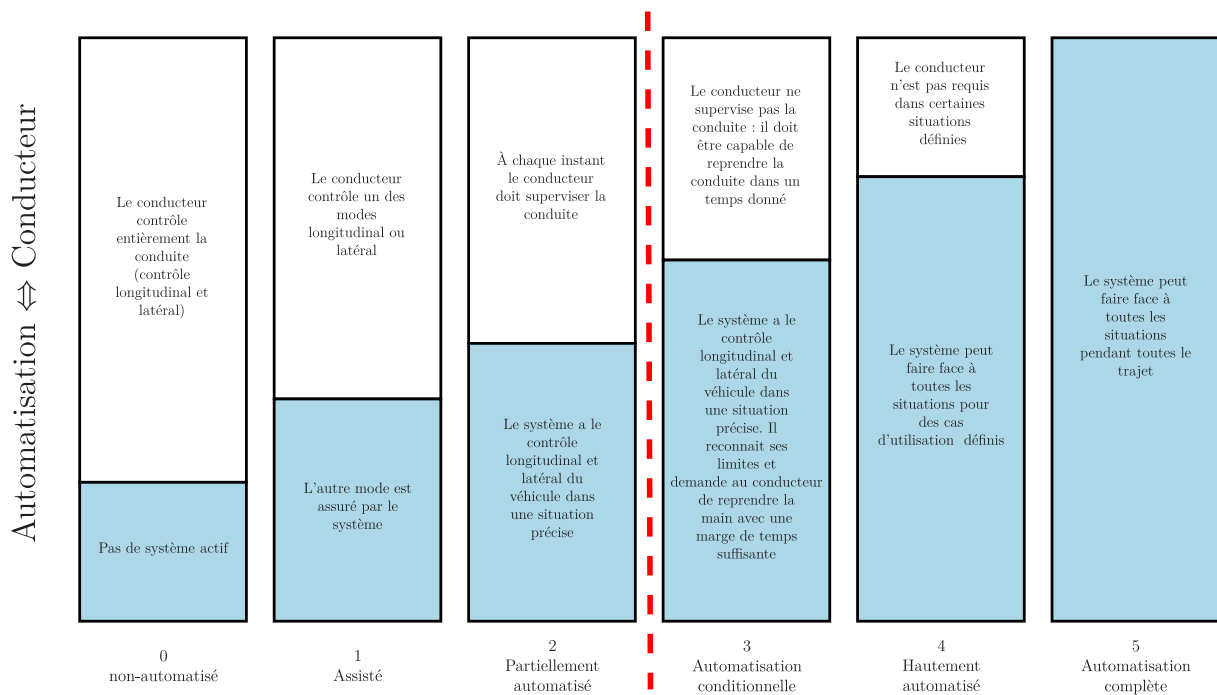 Automatisation ⇔ Conducteur
Le conducteur
contrôle
entièrement la
conduite
(contrôle
longitudinal et
latéral)
Pas de système actif
0
non-automatisé
Le conducteur
contrôle un des
modes
longitudinal ou
latéral
L'autre mode est
assuré par le
système
1
Assisté
À chaque instant
le conducteur
doit superviser la
conduite
Le système a le
contrôle
longitudinal et
latéral du
véhicule dans
une situation
précise
2
Partiellement
automatisé
Le conducteur ne
supervise pas la
conduite : il doit
être capable de
reprendre la
conduite dans un
temps donné
Le système a le
contrôle
longitudinal et
latéral du
véhicule dans
une situation
précise. Il
reconnait ses
limites et
demande au conducteur
de reprendre la
main avec une
marge de temps
suffisante
3
Automatisation
conditionnelle
Le conducteur
n'est pas requis
dans certaines
situations
définies
Le système peut
faire face à
toutes les
situations pour
des cas
d'utilisation définis
4
Hautement
automatisé
Le système peut
faire face à
toutes les
situations
pendant toutes le
trajet
5
Automatisation
complète